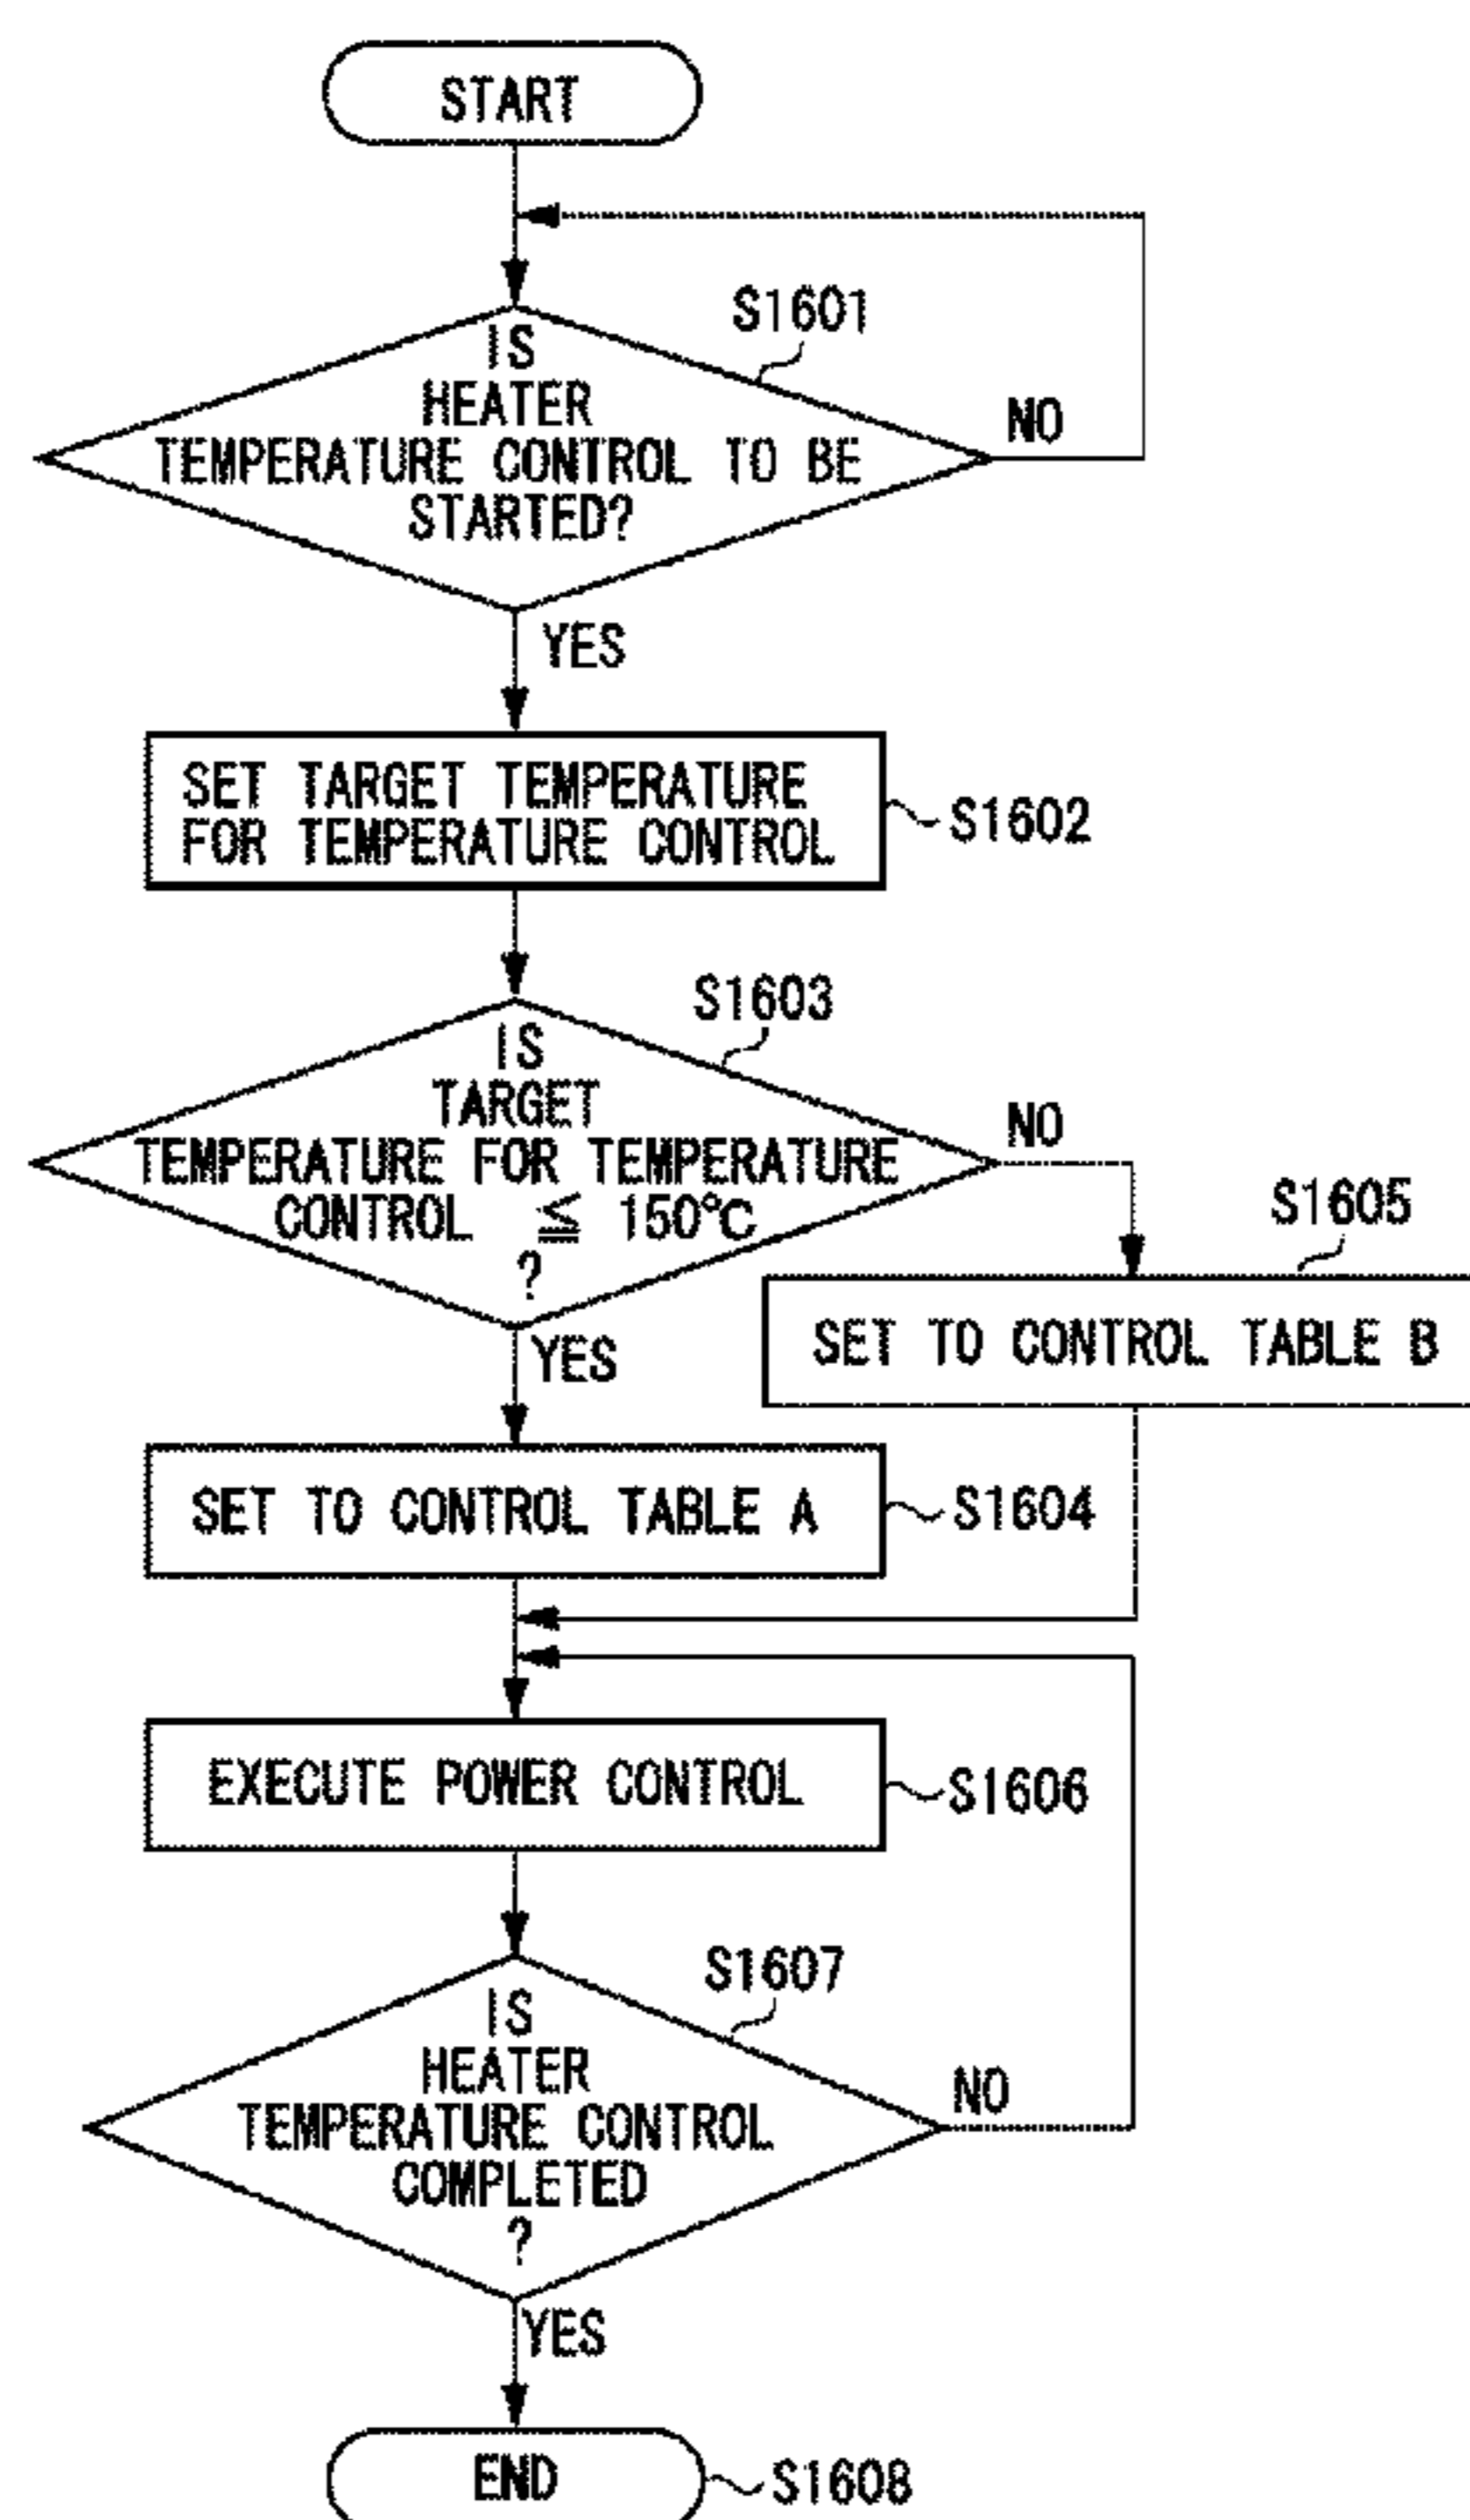 START
S1601
IS
HEATER
TEMPERATURE CONTROL TO BE
STARTED?
NO
YES
SET TARGET TEMPERATURE
FOR TEMPERATURE CONTROL
S1602
S1603
IS
TARGET
TEMPERATURE FOR TEMPERATURE
CONTROL ≦ 150°C
?
NO
YES
S1605
SET TO CONTROL TABLE B
SET TO CONTROL TABLE A
S1604
EXECUTE POWER CONTROL
S1606
S1607
IS
HEATER
TEMPERATURE CONTROL
COMPLETED
?
NO
YES
END
S1608